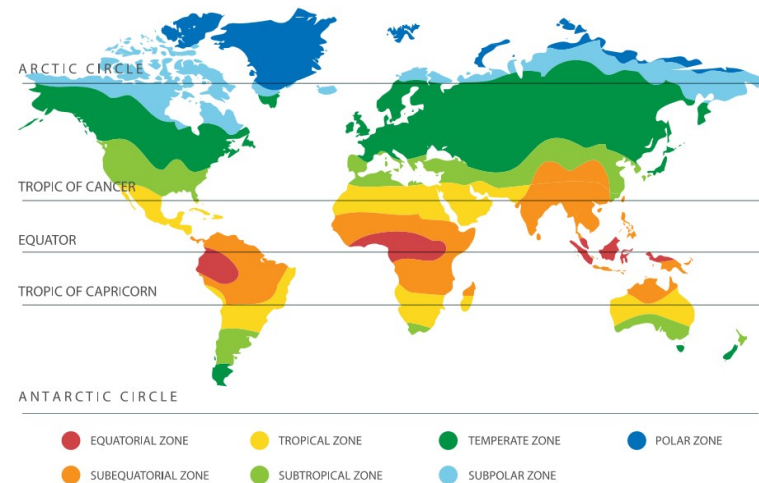 ARCTIC CIRCLE
TROPIC OF CANCER
EQUATOR
TROPIC OF CAPRICORN
ANTARCTIC CIRCLE
EQUATORIAL ZONE TROPICAL ZONE TEMPERATE ZONE POLAR ZONE
SUBEQUATORIAL ZONE SUBTROPICAL ZONE SUBPOLAR ZONE